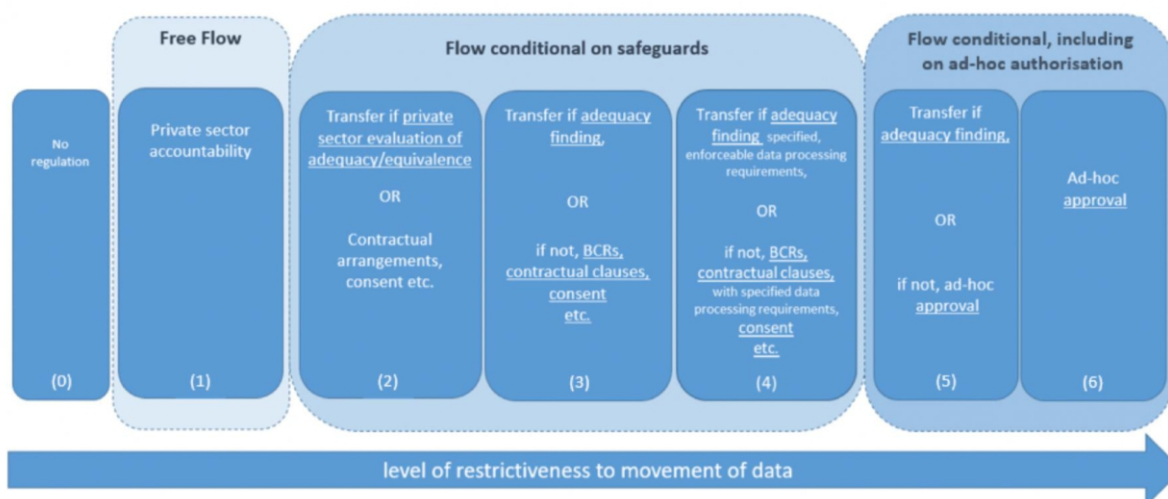 Free Flow
Flow conditional on safeguards
Flow conditional, including
on ad-hoc authorisation
No
regulation
(0)
Private sector
accountability
(1)
Transfer if private
sector evaluation of
adequacy/equivalence
OR
Contractual
arrangements,
consent etc.
(2)
Transfer if adequacy
finding,
OR
if not, BCRs,
contractual clauses,
consent
etc.
(3)
Transfer if adequacy
finding specified,
enforceable data processing
requirements,
OR
if not, BCRs,
contractual clauses,
with specified data
processing requirements,
consent
etc.
(4)
Transfer if
adequacy finding,
OR
if not, ad-hoc
approval
(5)
Ad-hoc
approval
(6)
level of restrictiveness to movement of data